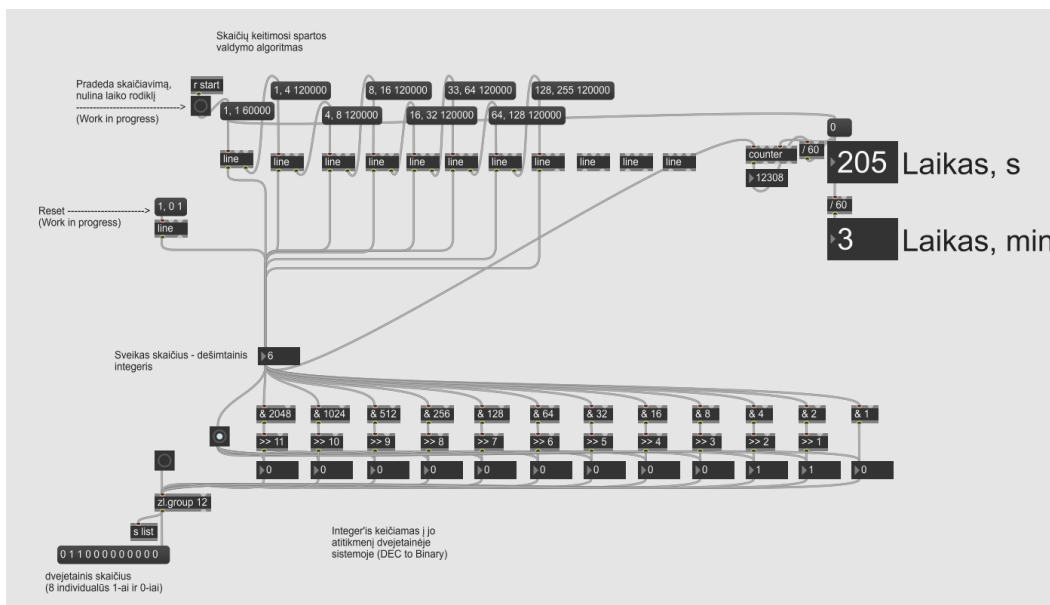 Skaičių keitimosi spartos
valdymo algoritmas
Pradeda skaičiavimą,
nulina laiko rodiklį
---------------------------->
(Work in progress)
r start
1, 1 60000
1, 4 120000
4, 8 120000
8, 16 120000
16, 32 120000
33, 64 120000
64, 128 120000
128, 255 120000
line
line
line
line
line
line
line
line
line
line
line
counter
/ 60
12308
0
205
Laikas, s
/ 60
3
Laikas, min
Reset ----------------------->
(Work in progress)
1, 0 1
line
Sveikas skaičius - dešimtainis
integeris
6
& 2048
& 1024
& 512
& 256
& 128
& 64
& 32
& 16
& 8
& 4
& 2
& 1
>> 11
>> 10
>> 9
>> 8
>> 7
>> 6
>> 5
>> 4
>> 3
>> 2
>> 1
0
0
0
0
0
0
0
0
0
1
1
0
zl.group 12
s list
0 1 1 0 0 0 0 0 0 0 0 0
dvejetainis skaičius
(8 individualūs 1-ai ir 0-iai)
Integer'is keičiamas į jo
atitikmenį dvejetainėje
sistemoje (DEC to Binary)